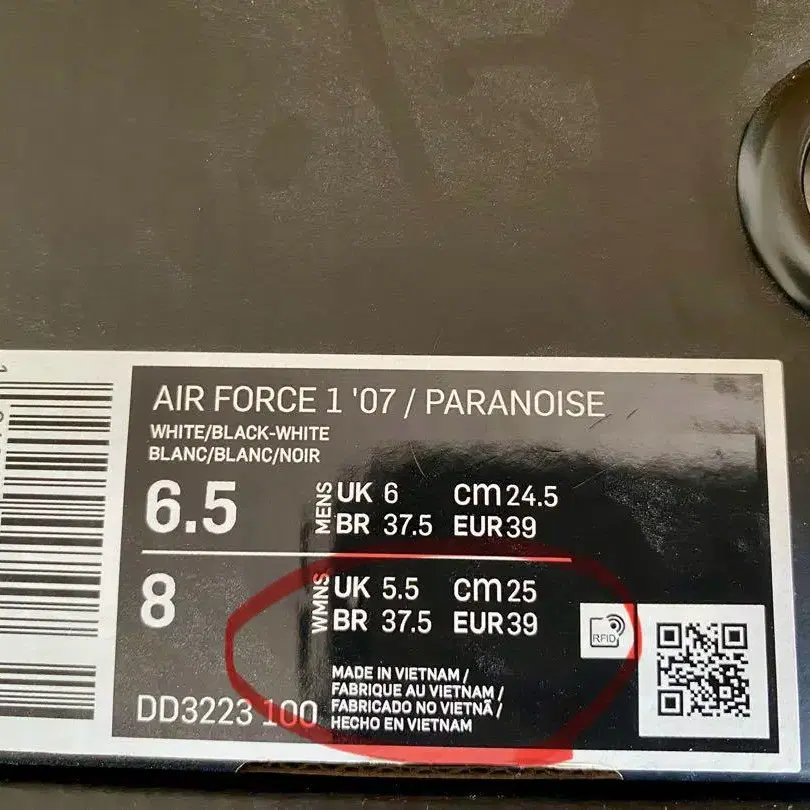 AIR FORCE 1 '07 / PARANOISE
WHITE/BLACK-WHITE
BLANC/BLANC/NOIR
6.5 MENS UK 6 cm 24.5
BR 37.5 EUR 39
8 WMNS UK 5.5 cm 25
BR 37.5 EUR 39
RFID
MADE IN VIETNAM /
FABRIQUE AU VIETNAM /
FABRICADO NO VIETNÃ /
HECHO EN VIETNAM
DD3223 100